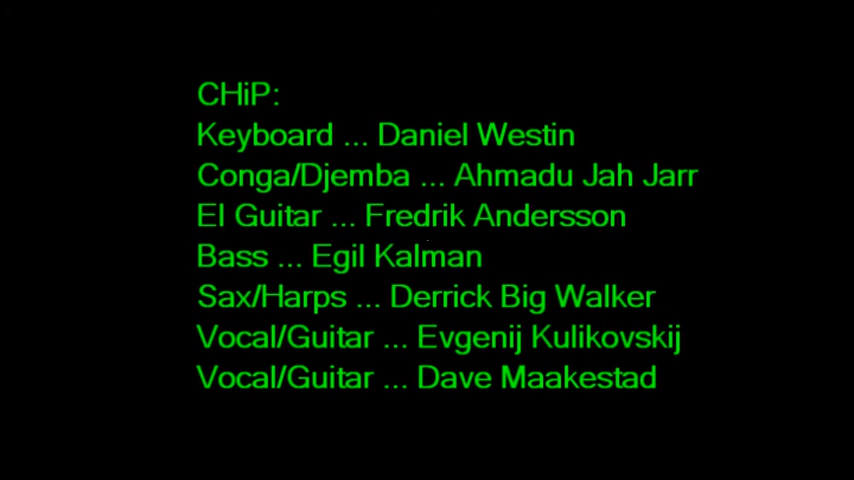 CHiP:
Keyboard ... Daniel Westin
Conga/Djemba ... Ahmadu Jah Jarr
El Guitar ... Fredrik Andersson
Bass ... Egil Kalman
Sax/Harps ... Derrick Big Walker
Vocal/Guitar ... Evgenij Kulikovskij
Vocal/Guitar ... Dave Maakestad